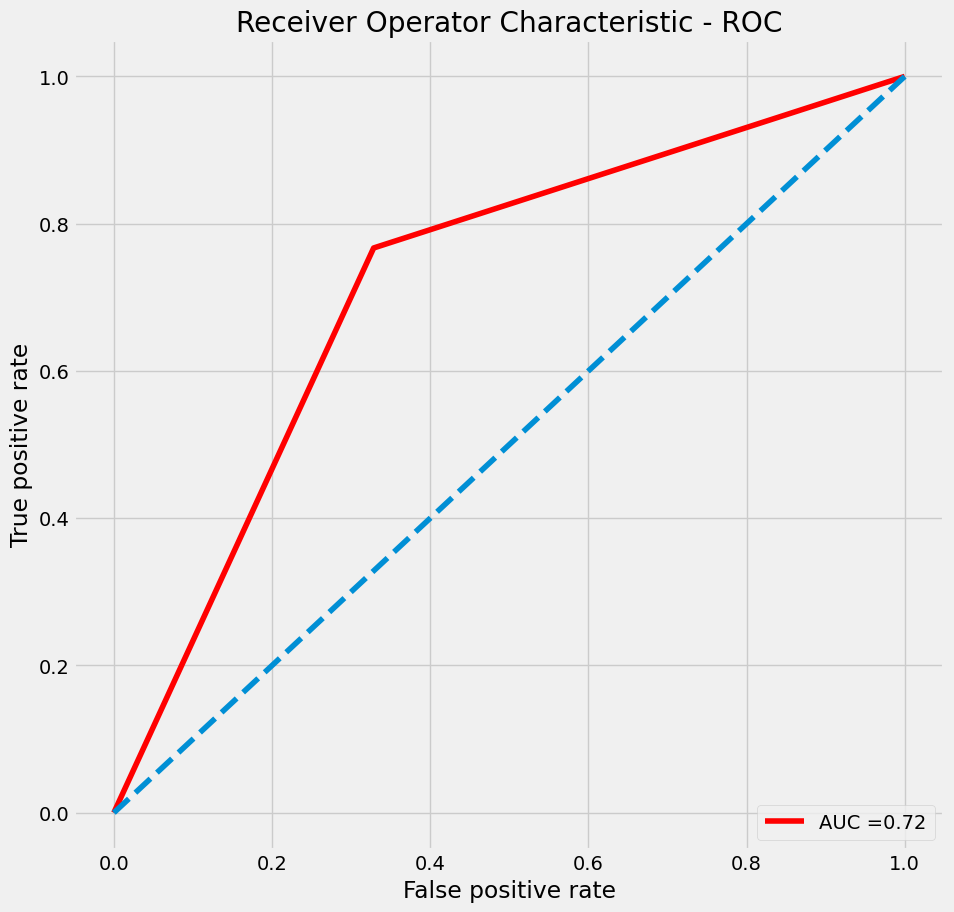 Receiver Operator Characteristic - ROC
1.0
0.8
0.6
0.4
0.2
0.0
True positive rate
AUC =0.72
0.0 0.2 0.4 0.6 0.8 1.0
False positive rate